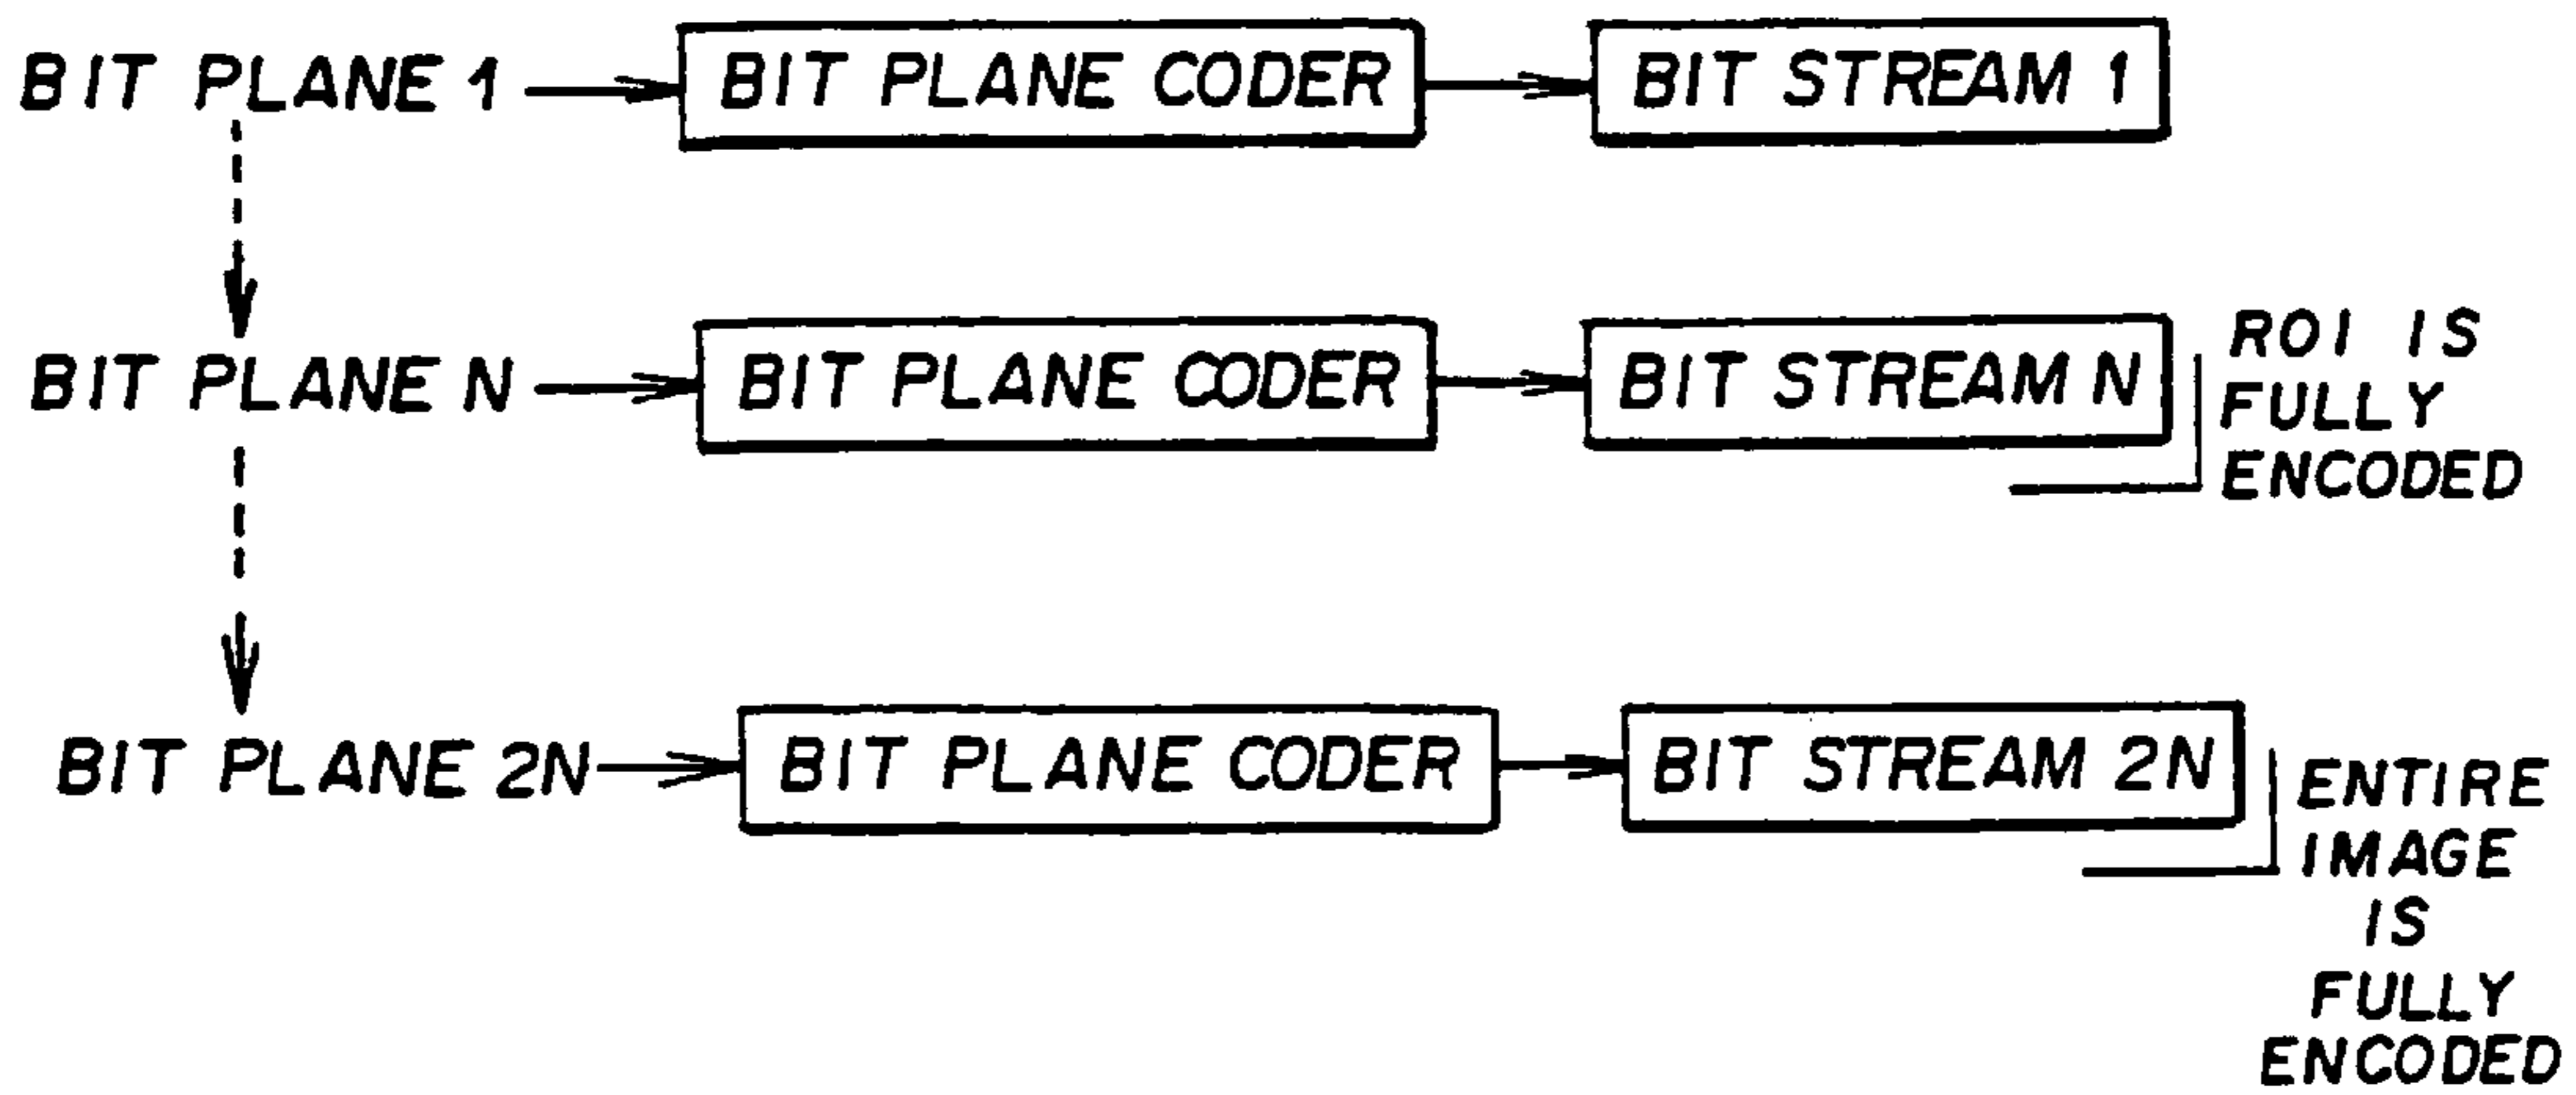 BIT PLANE 1
BIT PLANE CODER
BIT STREAM 1
BIT PLANE N
BIT PLANE CODER
BIT STREAM N
ROI IS
FULLY
ENCODED
BIT PLANE 2N
BIT PLANE CODER
BIT STREAM 2N
ENTIRE
IMAGE
IS
FULLY
ENCODED